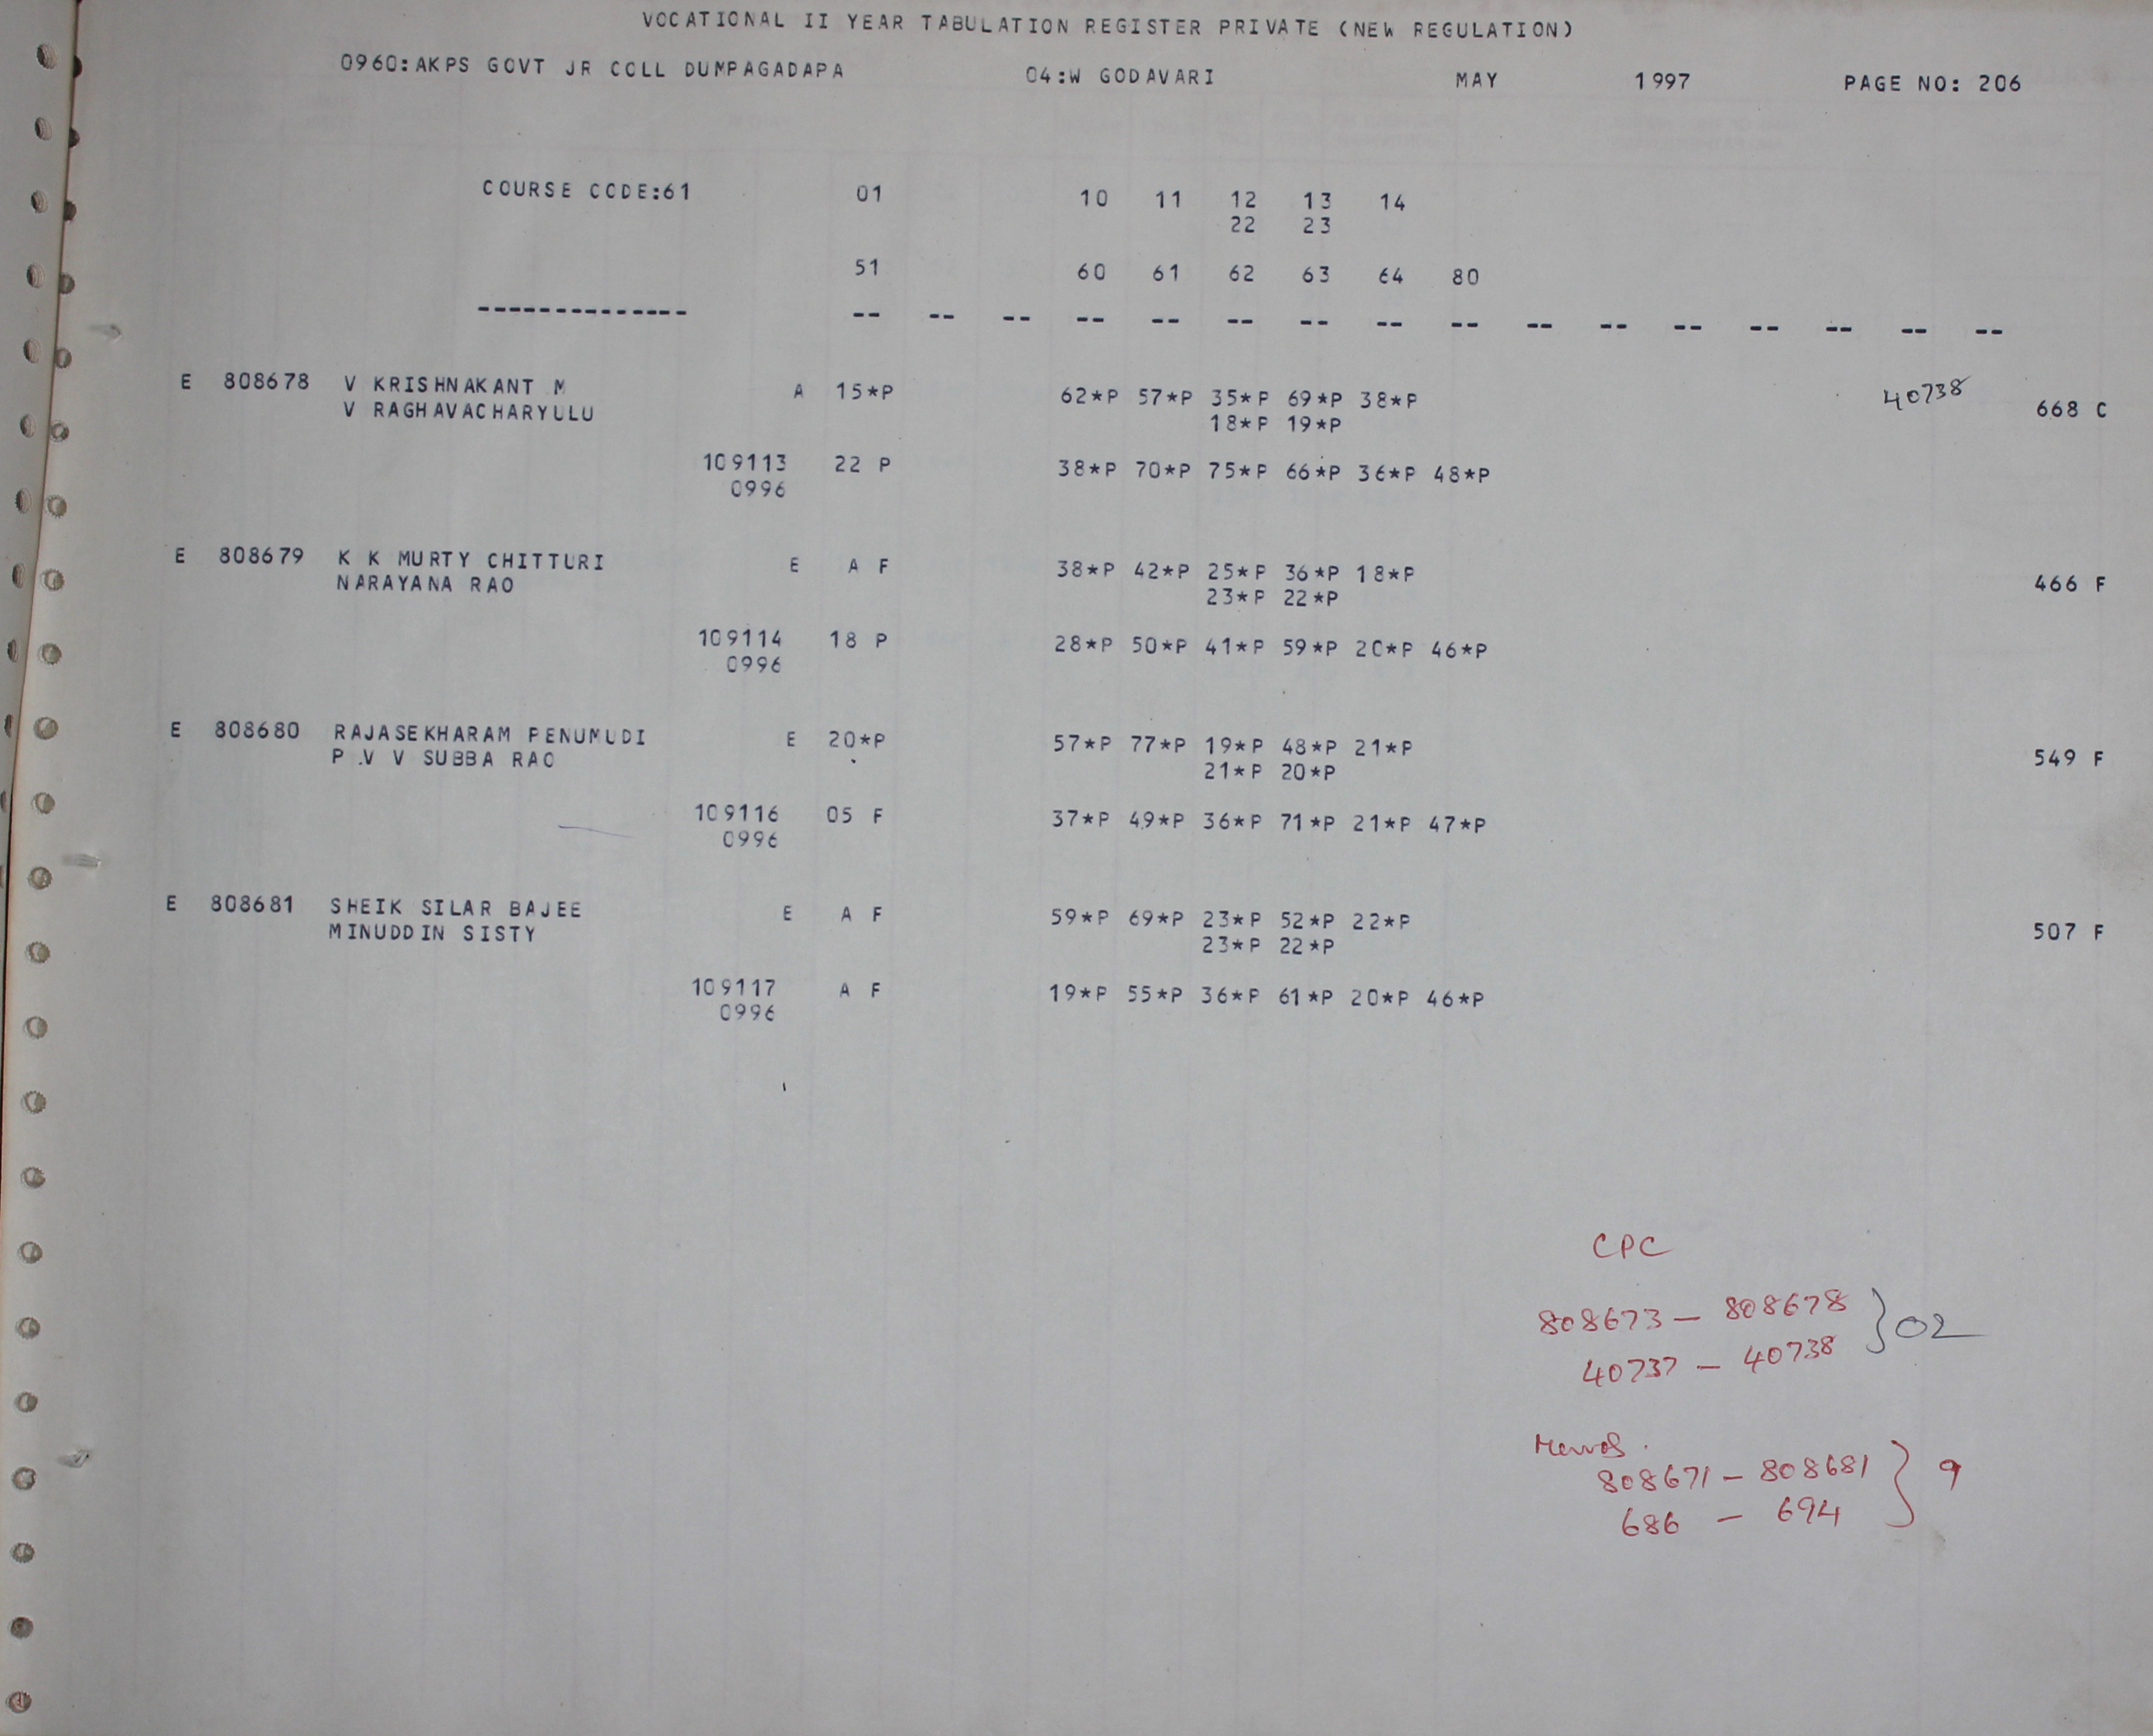 VOCATIONAL II YEAR TABULATION REGISTER PRIVATE (NEW REGULATION)
0960:AKPS GOVT JR COLL DUMPAGADAPA 04:W GODAVARI MAY 1997 PAGE NO: 206
COURSE CODE:61 01 10 11 12 13 14
22 23
51 60 61 62 63 64 80
-------------- -- -- -- -- -- -- -- -- -- -- -- -- -- -- -- --
E 808678 V KRISHNAKANT M A 15*P 62*P 57*P 35*P 69*P 38*P 40738 668 C
V RAGHAVACHARYULU 18*P 19*P
109113 22 P 38*P 70*P 75*P 66*P 36*P 48*P
0996
E 808679 K K MURTY CHITTURI E A F 38*P 42*P 25*P 36*P 18*P 466 F
NARAYANA RAO 23*P 22*P
109114 18 P 28*P 50*P 41*P 59*P 20*P 46*P
0996
E 808680 RAJASEKHARAM PENUMUDI E 20*P 57*P 77*P 19*P 48*P 21*P 549 F
P .V V SUBBA RAO 21*P 20*P
109116 05 F 37*P 49*P 36*P 71*P 21*P 47*P
0996
E 808681 SHEIK SILAR BAJEE E A F 59*P 69*P 23*P 52*P 22*P 507 F
MINUDDIN SISTY 23*P 22*P
109117 A F 19*P 55*P 36*P 61*P 20*P 46*P
0996
CPC
808673 – 808678 } 02
40737 – 40738
808671 – 808681 } 9
686 – 694